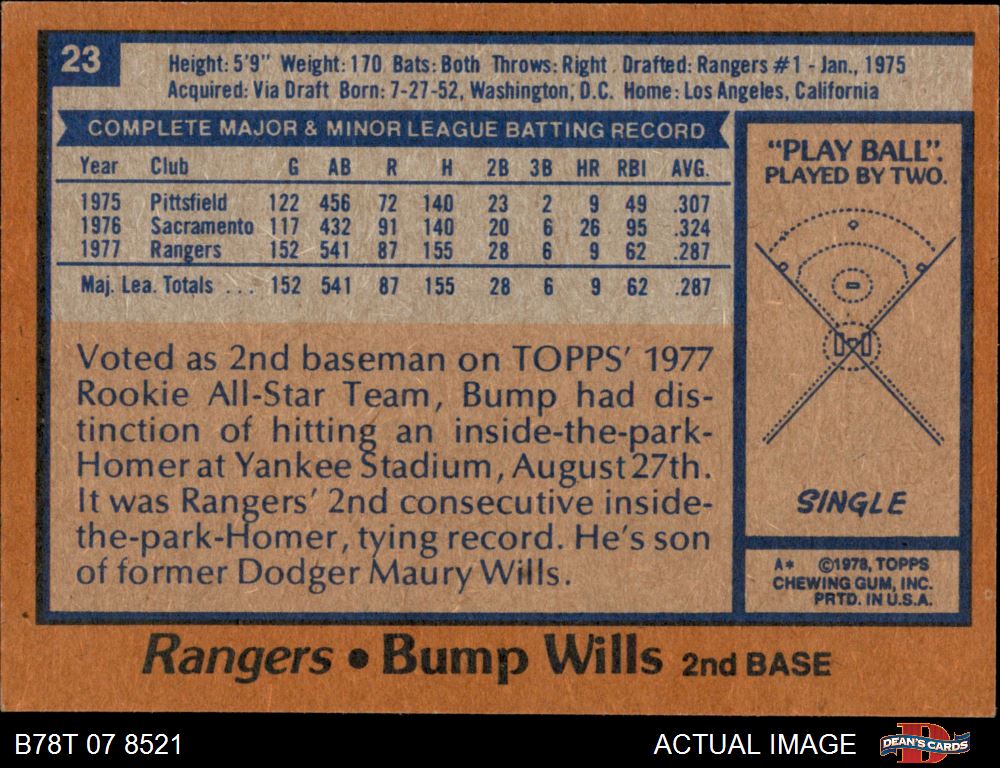 23
Height: 5'9" Weight: 170 Bats: Both Throws: Right Drafted: Rangers #1 - Jan., 1975
Acquired: Via Draft Born: 7-27-52, Washington, D.C. Home: Los Angeles, California
COMPLETE MAJOR & MINOR LEAGUE BATTING RECORD
Year Club G AB R H 2B 3B HR RBI AVG.
1975 Pittsfield 122 456 72 140 23 2 9 49 .307
1976 Sacramento 117 432 91 140 20 6 26 95 .324
1977 Rangers 152 541 87 155 28 6 9 62 .287
Maj. Lea. Totals . . . 152 541 87 155 28 6 9 62 .287
Voted as 2nd baseman on TOPPS' 1977
Rookie All-Star Team, Bump had dis-
tinction of hitting an inside-the-park-
Homer at Yankee Stadium, August 27th.
It was Rangers' 2nd consecutive inside-
the-park-Homer, tying record. He's son
of former Dodger Maury Wills.
"PLAY BALL".
PLAYED BY TWO.
SINGLE
A* ©1978, TOPPS
CHEWING GUM, INC.
PRTD. IN U.S.A.
Rangers • Bump Wills 2nd BASE
B78T 07 8521 ACTUAL IMAGE DEAN'S CARDS